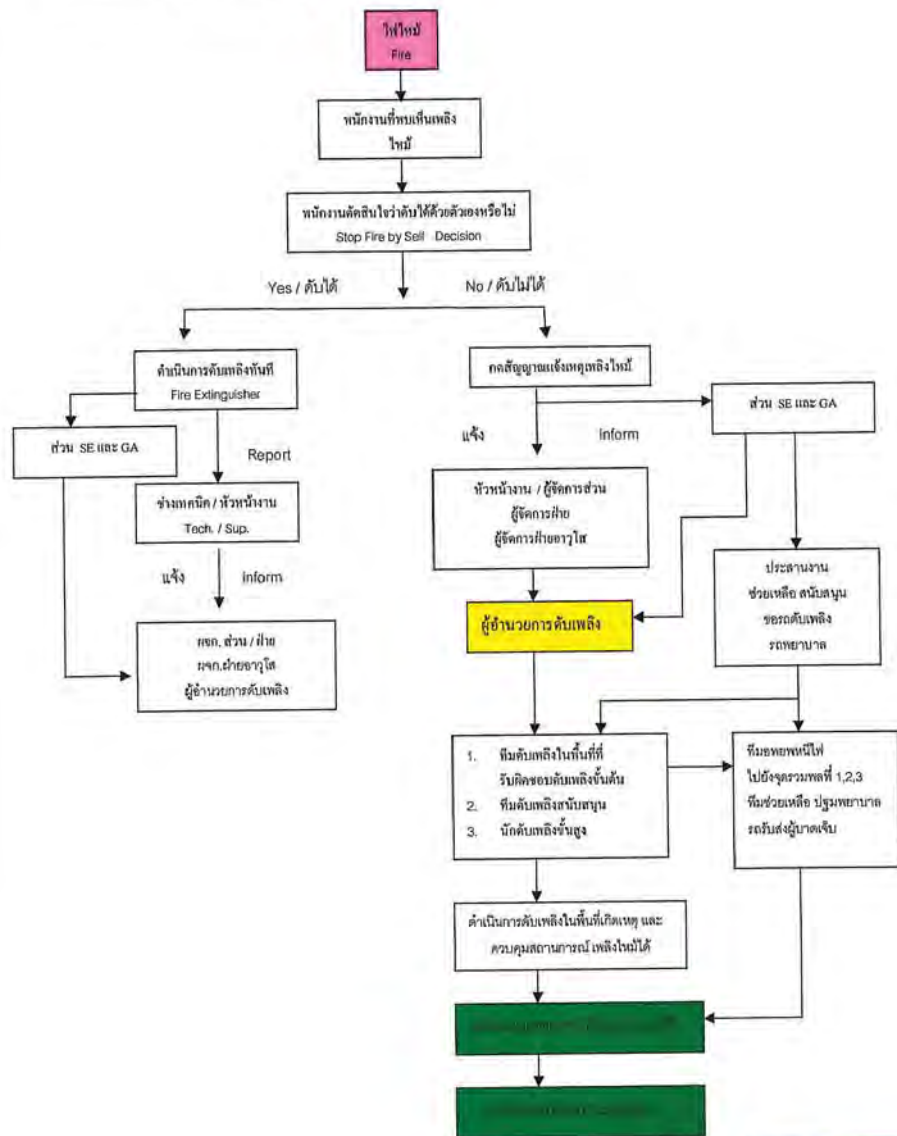 ไฟไหม้
Fire
พนักงานที่พบเห็นเพลิง
ไหม้
พนักงานตัดสินใจว่าดับได้ด้วยตัวเองหรือไม่
Stop Fire by Self Decision
Yes / ดับได้
No / ดับไม่ได้
ดำเนินการดับเพลิงทันที
Fire Extinguisher
ส่วน SE และ GA
Report
ช่างเทคนิค / หัวหน้างาน
Tech. / Sup.
แจ้ง
Inform
ผจก. ส่วน / ฝ่าย
ผจก.ฝ่ายอาวุโส
ผู้อำนวยการดับเพลิง
กดสัญญาณแจ้งเหตุเพลิงไหม้
ส่วน SE และ GA
แจ้ง
Inform
หัวหน้างาน / ผู้จัดการส่วน
ผู้จัดการฝ่าย
ผู้จัดการฝ่ายอาวุโส
ประสานงาน
ช่วยเหลือ สนับสนุน
ขอรถดับเพลิง
รถพยาบาล
ผู้อำนวยการดับเพลิง
1. ทีมดับเพลิงในพื้นที่ที่
รับผิดชอบดับเพลิงขั้นต้น
2. ทีมดับเพลิงสนับสนุน
3. นักดับเพลิงขั้นสูง
ทีมอพยพหนีไฟ
ไปยังจุดรวมพลที่ 1,2,3
ทีมช่วยเหลือ ปฐมพยาบาล
รถรับส่งผู้บาดเจ็บ
ดำเนินการดับเพลิงในพื้นที่เกิดเหตุ และ
ควบคุมสถานการณ์ เพลิงไหม้ได้